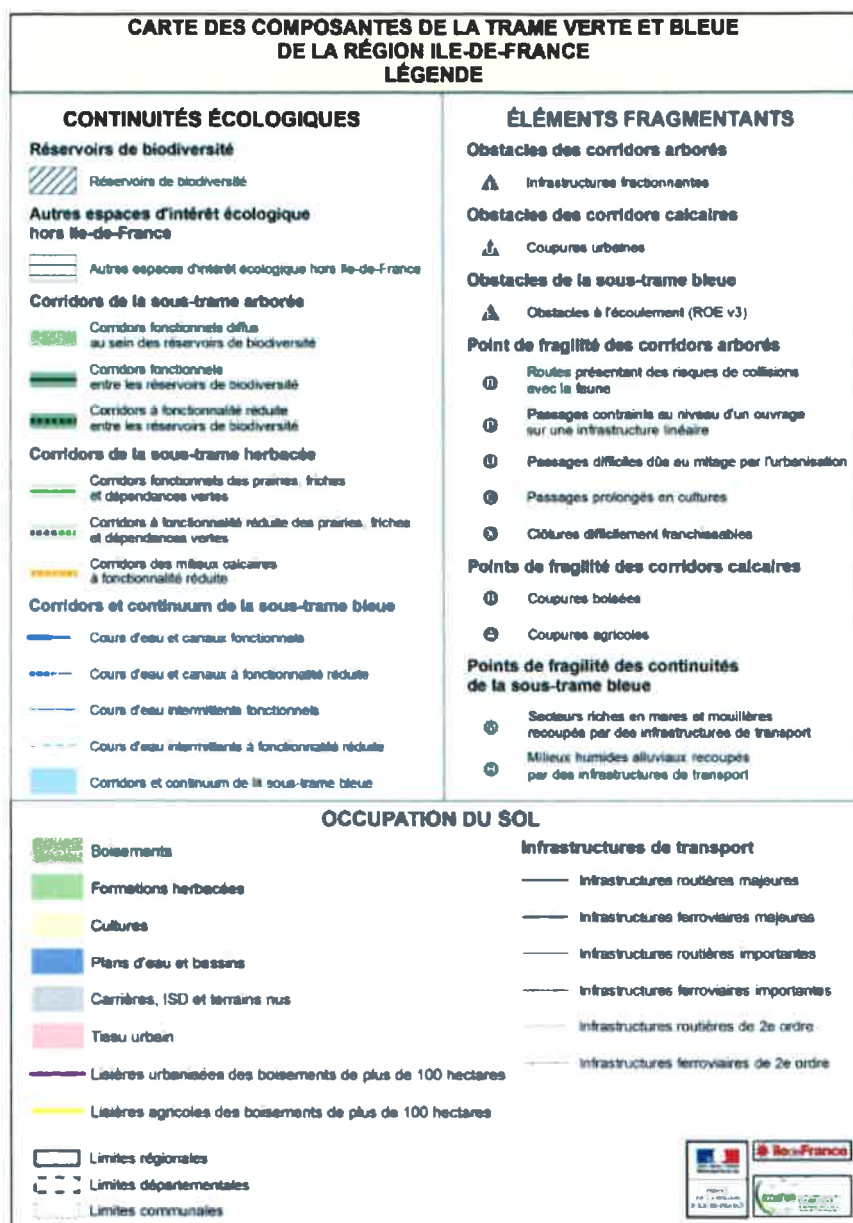 CARTE DES COMPOSANTES DE LA TRAME VERTE ET BLEUE
DE LA RÉGION ILE-DE-FRANCE
LÉGENDE
CONTINUITÉS ÉCOLOGIQUES
Réservoirs de biodiversité
Réservoirs de biodiversité
Autres espaces d'intérêt écologique
hors Ile-de-France
Autres espaces d'intérêt écologique hors Ile-de-France
Corridors de la sous-trame arborée
Corridors fonctionnels diffus
au sein des réservoirs de biodiversité
Corridors fonctionnels
entre les réservoirs de biodiversité
Corridors à fonctionnalité réduite
entre les réservoirs de biodiversité
Corridors de la sous-trame herbacée
Corridors fonctionnels des prairies, friches
et dépendances vertes
Corridors à fonctionnalité réduite des prairies, friches
et dépendances vertes
Corridors des milieux calcaires
à fonctionnalité réduite
Corridors et continuum de la sous-trame bleue
Cours d'eau et canaux fonctionnels
Cours d'eau et canaux à fonctionnalité réduite
Cours d'eau intermittents fonctionnels
Cours d'eau intermittents à fonctionnalité réduite
Corridors et continuum de la sous-trame bleue
ÉLÉMENTS FRAGMENTANTS
Obstacles des corridors arborés
Infrastructures fractionnantes
Obstacles des corridors calcaires
Coupures urbaines
Obstacles de la sous-trame bleue
Obstacles à l'écoulement (ROE v3)
Point de fragilité des corridors arborés
Routes présentant des risques de collisions
avec la faune
Passages contraints au niveau d'un ouvrage
sur une infrastructure linéaire
Passages difficiles dûs au mitage par l'urbanisation
Passages prolongés en cultures
Clôtures difficilement franchissables
Points de fragilité des corridors calcaires
Coupures boisées
Coupures agricoles
Points de fragilité des continuités
de la sous-trame bleue
Secteurs riches en mares et mouillères
recoupés par des infrastructures de transport
Milieux humides alluviaux recoupés
par des infrastructures de transport
OCCUPATION DU SOL
Boisements
Formations herbacées
Cultures
Plans d'eau et bassins
Carrières, ISD et terrains nus
Tissu urbain
Lisières urbanisées des boisements de plus de 100 hectares
Lisières agricoles des boisements de plus de 100 hectares
Limites régionales
Limites départementales
Limites communales
Infrastructures de transport
Infrastructures routières majeures
Infrastructures ferroviaires majeures
Infrastructures routières importantes
Infrastructures ferroviaires importantes
Infrastructures routières de 2e ordre
Infrastructures ferroviaires de 2e ordre
île de France